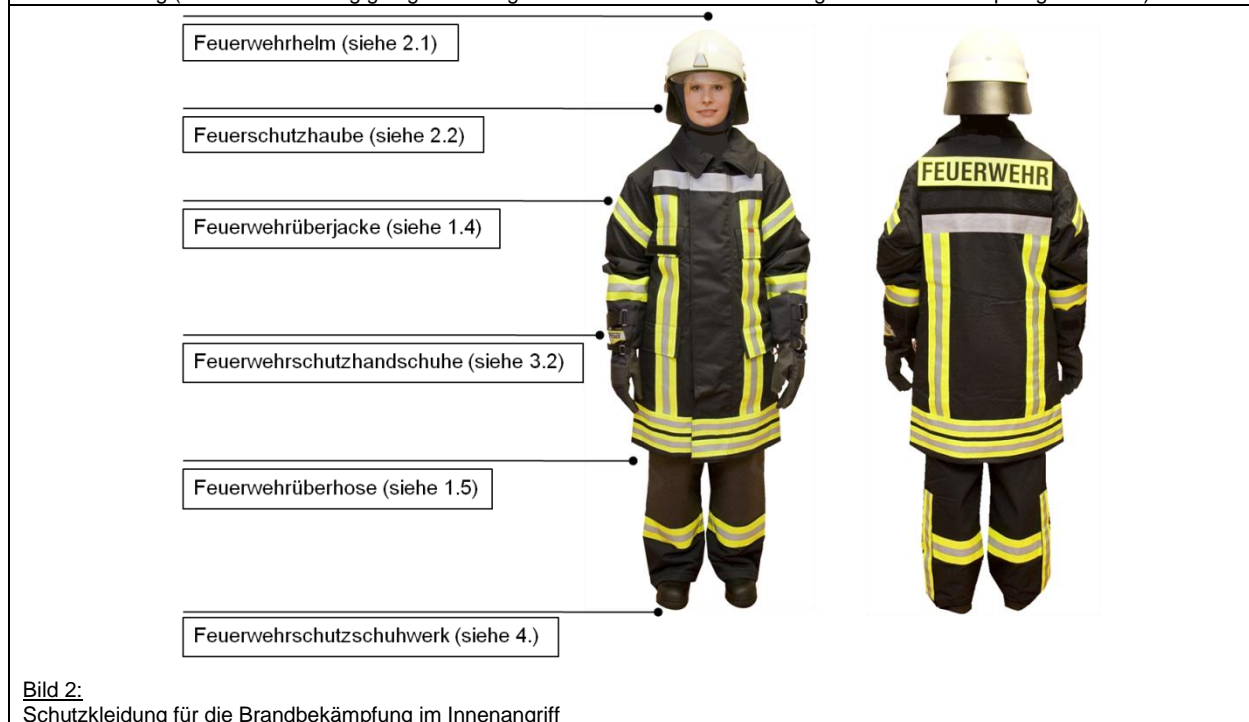 Feuerwehrhelm (siehe 2.1)
Feuerschutzhaube (siehe 2.2)
Feuerwehrüberjacke (siehe 1.4)
Feuerwehrschutzhandschuhe (siehe 3.2)
Feuerwehrüberhose (siehe 1.5)
Feuerwehrschutzschuhwerk (siehe 4.)
FEUERWEHR
Bild 2:
Schutzkleidung für die Brandbekämpfung im Innenangriff